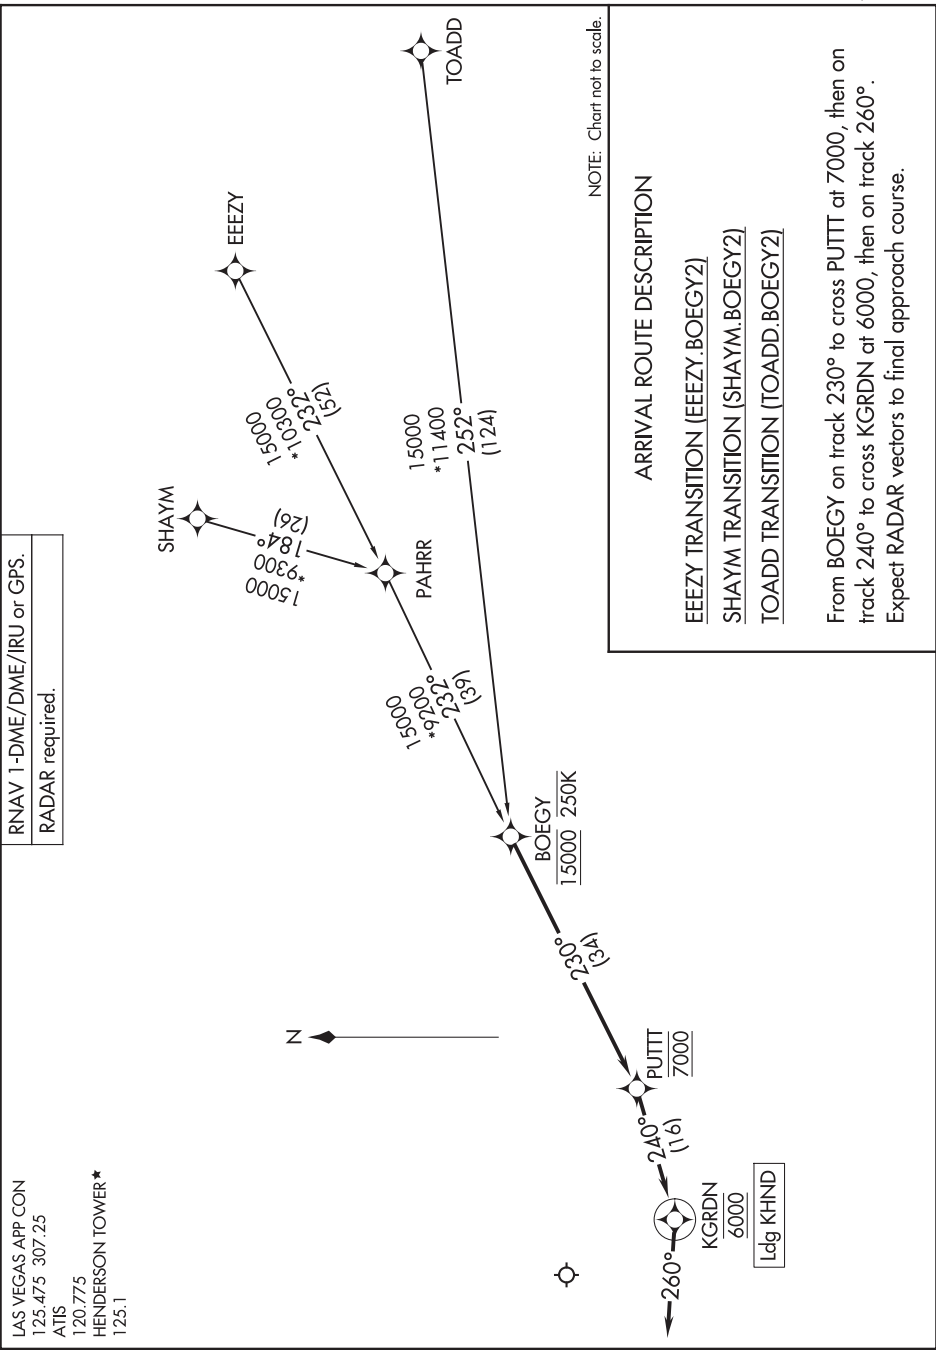 LAS VEGAS APP CON
125.475 307.25
ATIS
120.775
HENDERSON TOWER★
125.1
RNAV 1-DME/DME/IRU or GPS.
RADAR required.
N
SHAYM
15000
*9300
184°
(26)
EEEZY
15000
*10300
232°
(52)
TOADD
15000
*11400
252°
(124)
PAHRR
15000
*9200
232°
(39)
BOEGY
15000 250K
230°
(34)
PUTTT
7000
240°
(16)
KGRDN
6000
Ldg KHND
260°
NOTE: Chart not to scale.
ARRIVAL ROUTE DESCRIPTION
EEEZY TRANSITION (EEEZY.BOEGY2)
SHAYM TRANSITION (SHAYM.BOEGY2)
TOADD TRANSITION (TOADD.BOEGY2)
From BOEGY on track 230° to cross PUTTT at 7000, then on
track 240° to cross KGRDN at 6000, then on track 260°.
Expect RADAR vectors to final approach course.